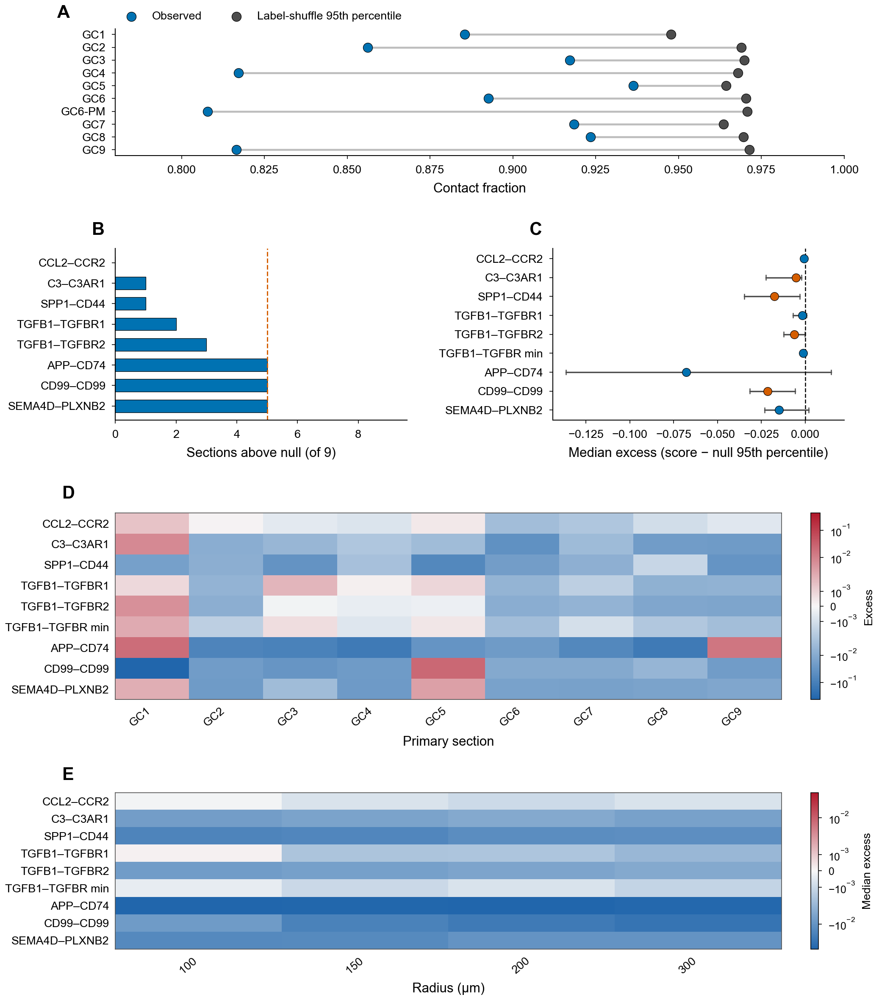 A
Observed
Label-shuffle 95th percentile
GC1
GC2
GC3
GC4
GC5
GC6
GC6-PM
GC7
GC8
GC9
0.800 0.825 0.850 0.875 0.900 0.925 0.950 0.975 1.000
Contact fraction
B
CCL2–CCR2
C3–C3AR1
SPP1–CD44
TGFB1–TGFBR1
TGFB1–TGFBR2
APP–CD74
CD99–CD99
SEMA4D–PLXNB2
0 2 4 6 8
Sections above null (of 9)
C
CCL2–CCR2
C3–C3AR1
SPP1–CD44
TGFB1–TGFBR1
TGFB1–TGFBR2
TGFB1–TGFBR min
APP–CD74
CD99–CD99
SEMA4D–PLXNB2
−0.125 −0.100 −0.075 −0.050 −0.025 0.000
Median excess (score − null 95th percentile)
D
CCL2–CCR2
C3–C3AR1
SPP1–CD44
TGFB1–TGFBR1
TGFB1–TGFBR2
TGFB1–TGFBR min
APP–CD74
CD99–CD99
SEMA4D–PLXNB2
GC1 GC2 GC3 GC4 GC5 GC6 GC7 GC8 GC9
Primary section
10⁻¹
10⁻²
10⁻³
0
−10⁻³
−10⁻²
−10⁻¹
Excess
E
CCL2–CCR2
C3–C3AR1
SPP1–CD44
TGFB1–TGFBR1
TGFB1–TGFBR2
TGFB1–TGFBR min
APP–CD74
CD99–CD99
SEMA4D–PLXNB2
100 150 200 300
Radius (µm)
10⁻²
10⁻³
0
−10⁻³
−10⁻²
Median excess